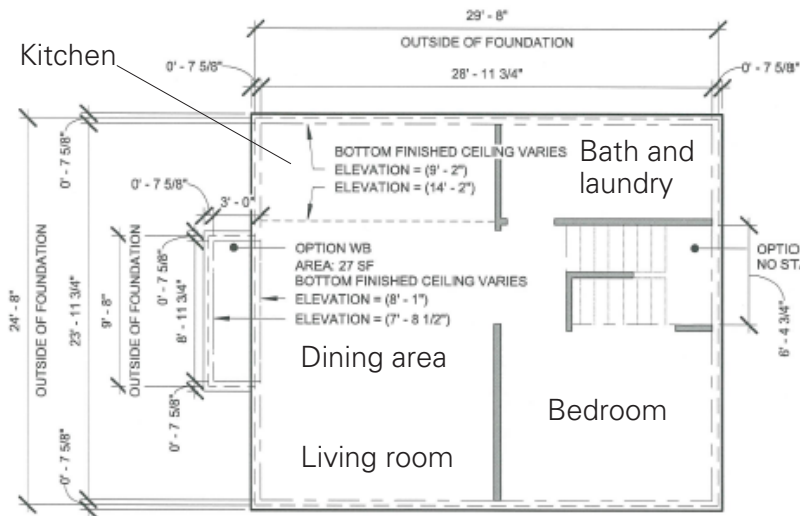 29' - 8"
OUTSIDE OF FOUNDATION
Kitchen
0' - 7 5/8"
28' - 11 3/4"
0' - 7 5/8"
0' - 7 5/8"
BOTTOM FINISHED CEILING VARIES
ELEVATION = (9' - 2")
ELEVATION = (14' - 2")
Bath and
laundry
0' - 7 5/8"
3' - 0"
OPTION WB
AREA: 27 SF
BOTTOM FINISHED CEILING VARIES
ELEVATION = (8' - 1")
ELEVATION = (7' - 8 1/2")
NO STA
24' - 8"
OUTSIDE OF FOUNDATION
23' - 11 3/4"
9' - 8"
OUTSIDE OF FOUNDATION
0' - 7 5/8"
8' - 11 3/4"
6' - 4 3/4"
Dining area
Bedroom
Living room
0' - 7 5/8"
0' - 7 5/8"